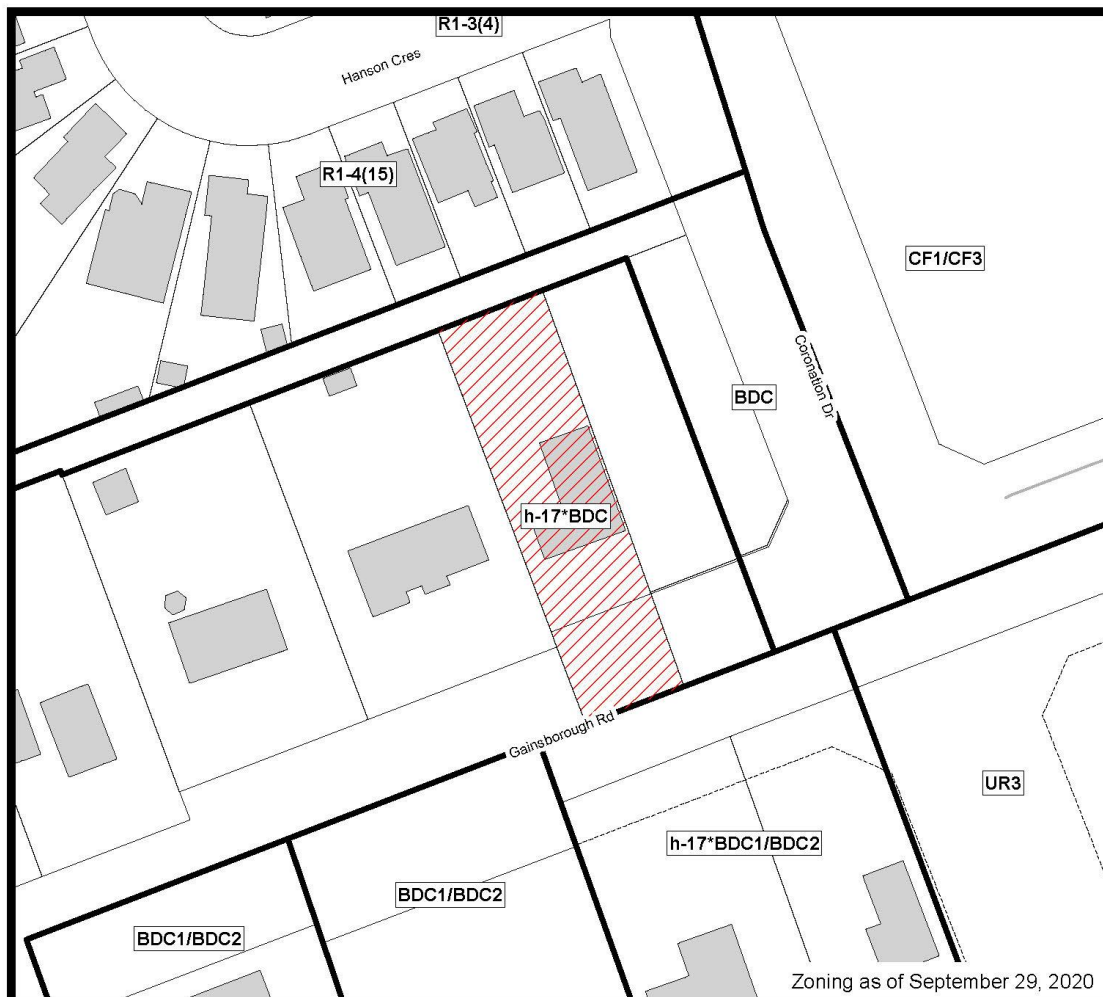 R1-3(4)
Hanson Cres
R1-4(15)
CF1/CF3
Coronation Dr
BDC
h-17*BDC
Gainsborough Rd
UR3
h-17*BDC1/BDC2
BDC1/BDC2
BDC1/BDC2
Zoning as of September 29, 2020